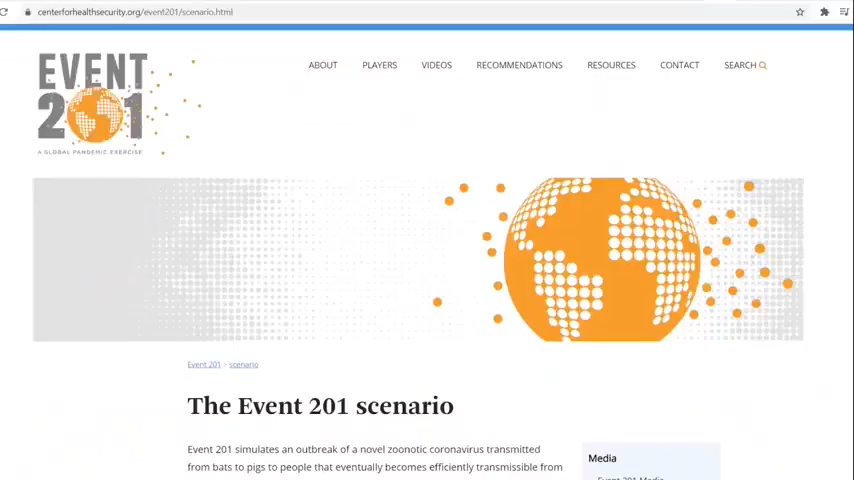 centerforhealthsecurity.org/event201/scenario.html
EVENT
201
A GLOBAL PANDEMIC EXERCISE
ABOUT PLAYERS VIDEOS RECOMMENDATIONS RESOURCES CONTACT SEARCH
Event 201 > scenario
The Event 201 scenario
Event 201 simulates an outbreak of a novel zoonotic coronavirus transmitted
from bats to pigs to people that eventually becomes efficiently transmissible from
Media
Event 201 Media